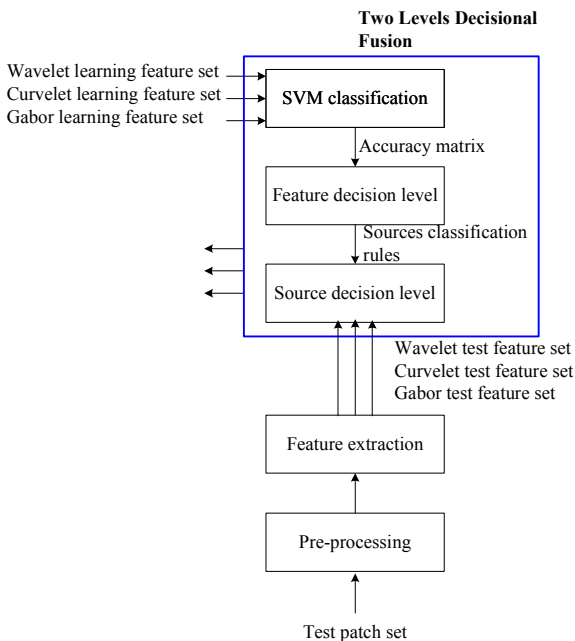 Two Levels Decisional
Fusion
Wavelet learning feature set
Curvelet learning feature set
Gabor learning feature set
SVM classification
Accuracy matrix
Feature decision level
Sources classification
rules
Source decision level
Wavelet test feature set
Curvelet test feature set
Gabor test feature set
Feature extraction
Pre-processing
Test patch set